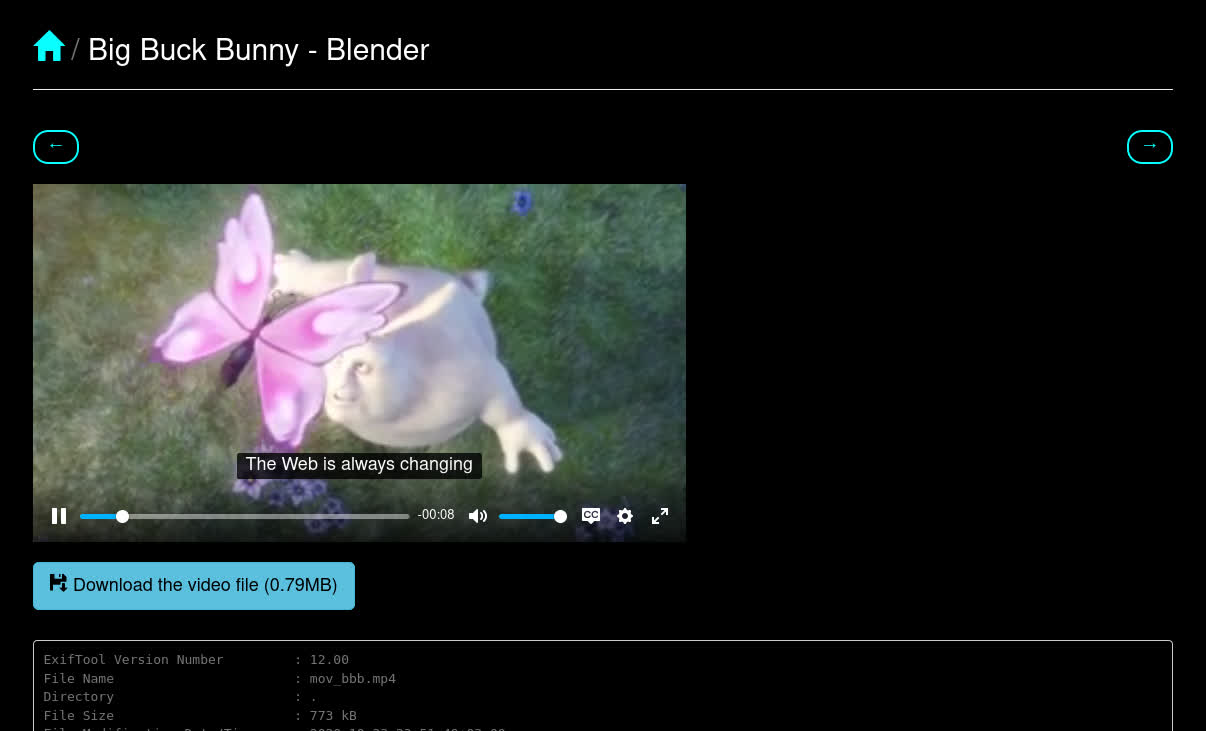 / Big Buck Bunny - Blender
← →
The Web is always changing
-00:08 CC
Download the video file (0.79MB)
ExifTool Version Number : 12.00
File Name : mov_bbb.mp4
Directory : .
File Size : 773 kB